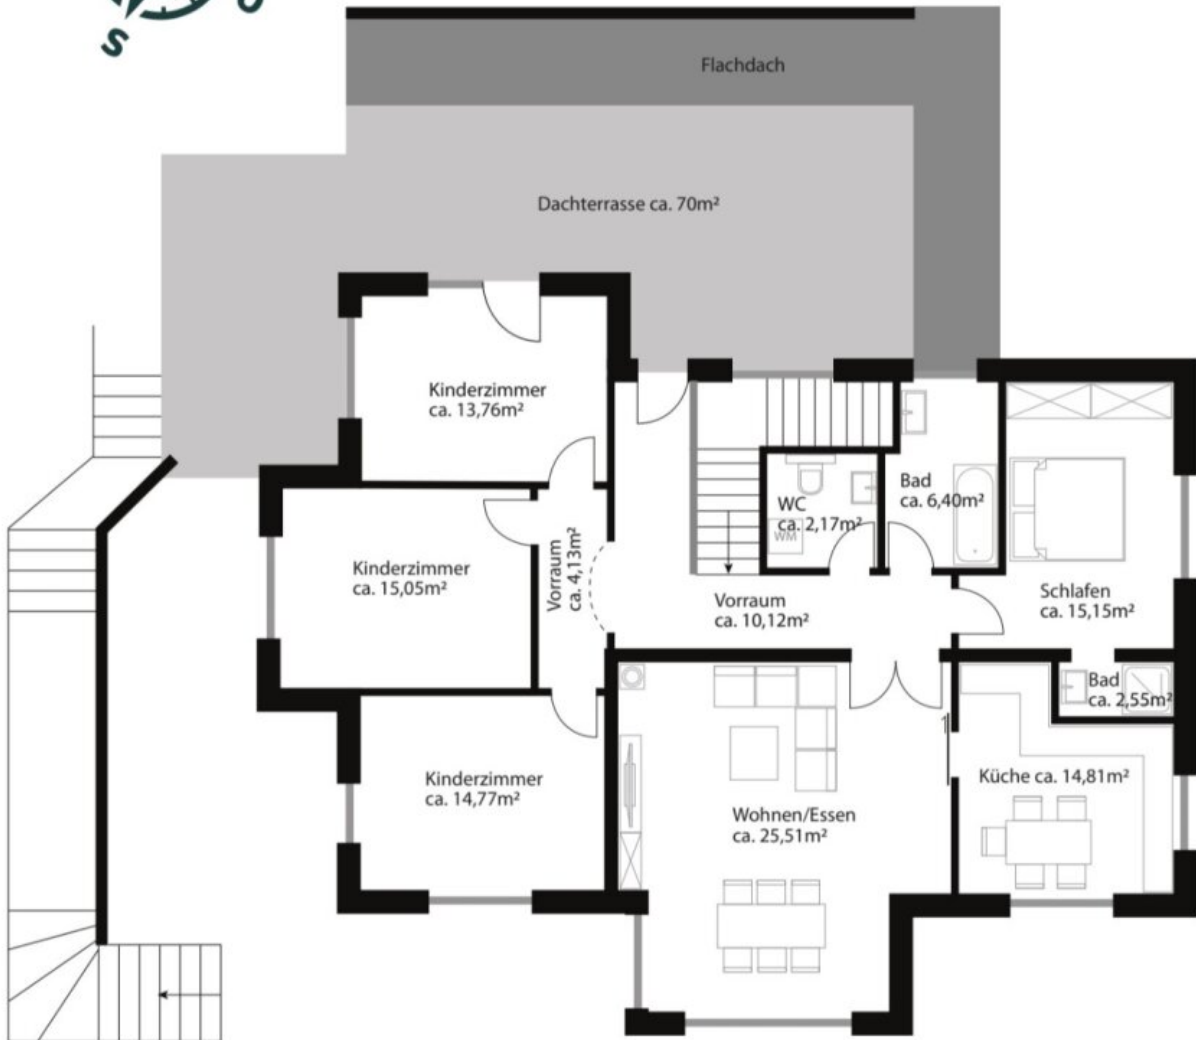 S
O
Flachdach
Dachterrasse ca. 70m²
Kinderzimmer
ca. 13,76m²
Kinderzimmer
ca. 15,05m²
Vorraum
ca. 4,13m²
WC
ca. 2,17m²
WM
Bad
ca. 6,40m²
Vorraum
ca. 10,12m²
Schlafen
ca. 15,15m²
Bad
ca. 2,55m²
Kinderzimmer
ca. 14,77m²
Wohnen/Essen
ca. 25,51m²
Küche ca. 14,81m²